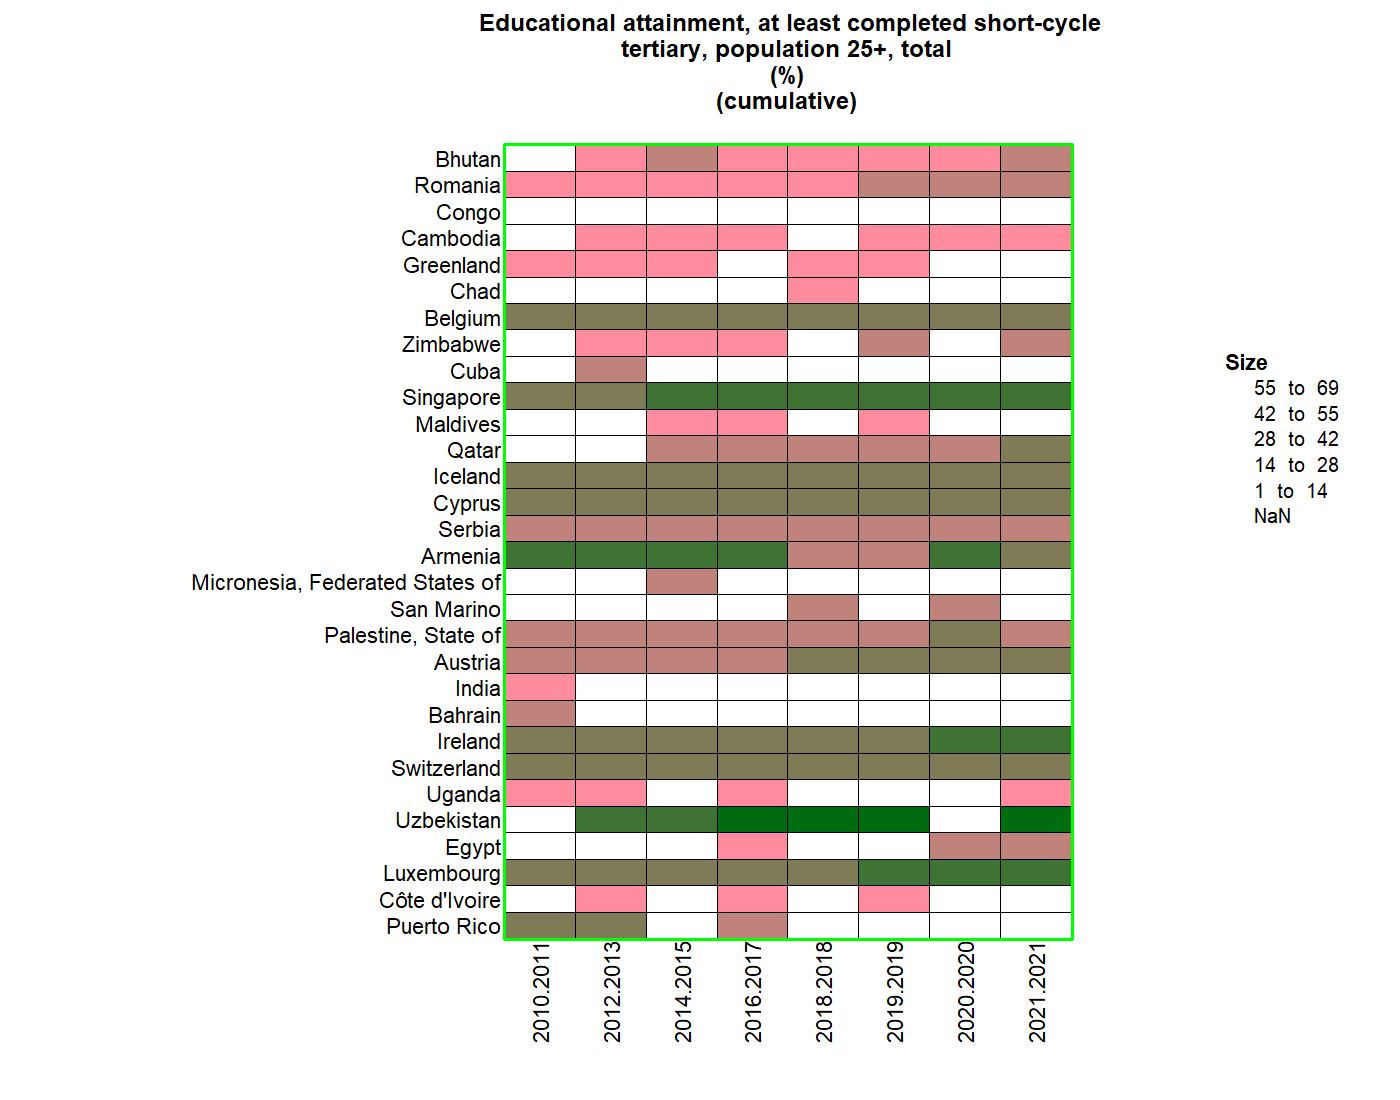 Educational attainment, at least completed short-cycle
tertiary, population 25+, total
(%)
(cumulative)
Bhutan
Romania
Congo
Cambodia
Greenland
Chad
Belgium
Zimbabwe
Cuba
Singapore
Maldives
Qatar
Iceland
Cyprus
Serbia
Armenia
Micronesia, Federated States of
San Marino
Palestine, State of
Austria
India
Bahrain
Ireland
Switzerland
Uganda
Uzbekistan
Egypt
Luxembourg
Côte d'Ivoire
Puerto Rico
2010.2011
2012.2013
2014.2015
2016.2017
2018.2018
2019.2019
2020.2020
2021.2021
Size
55 to 69
42 to 55
28 to 42
14 to 28
1 to 14
NaN